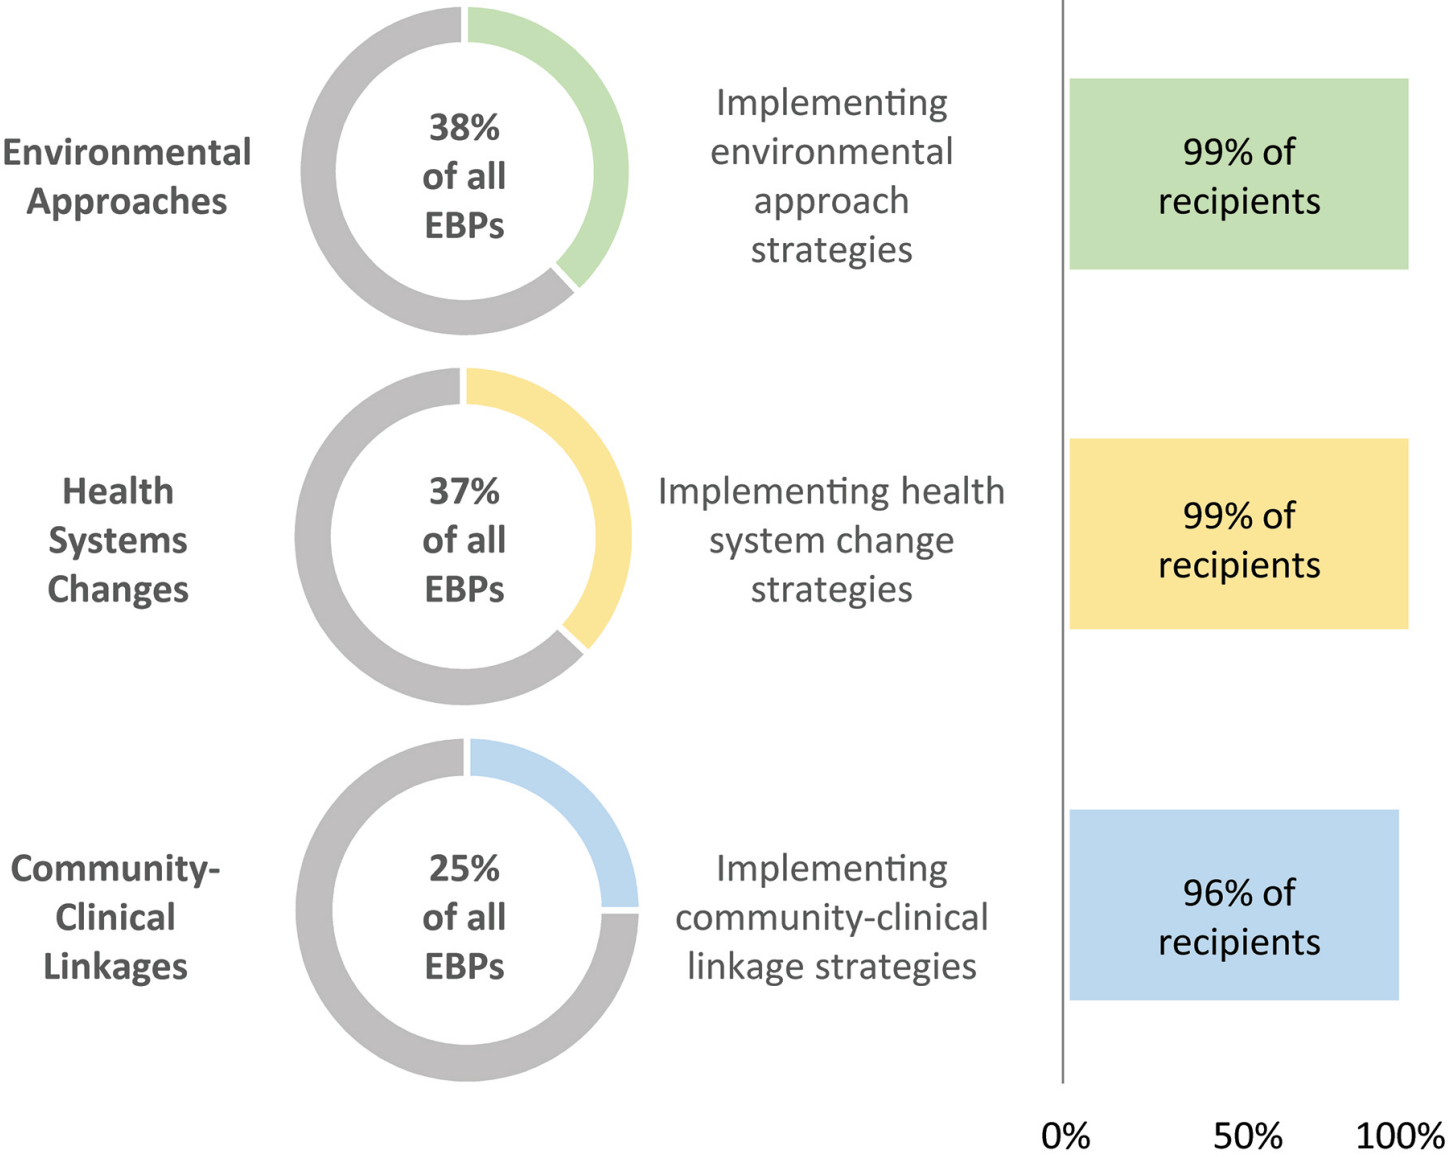 Environmental
Approaches
38%
of all
EBPs
Implementing
environmental
approach
strategies
99% of
recipients
Health
Systems
Changes
37%
of all
EBPs
Implementing health
system change
strategies
99% of
recipients
Community-
Clinical
Linkages
25%
of all
EBPs
Implementing
community-clinical
linkage strategies
96% of
recipients
0% 50% 100%